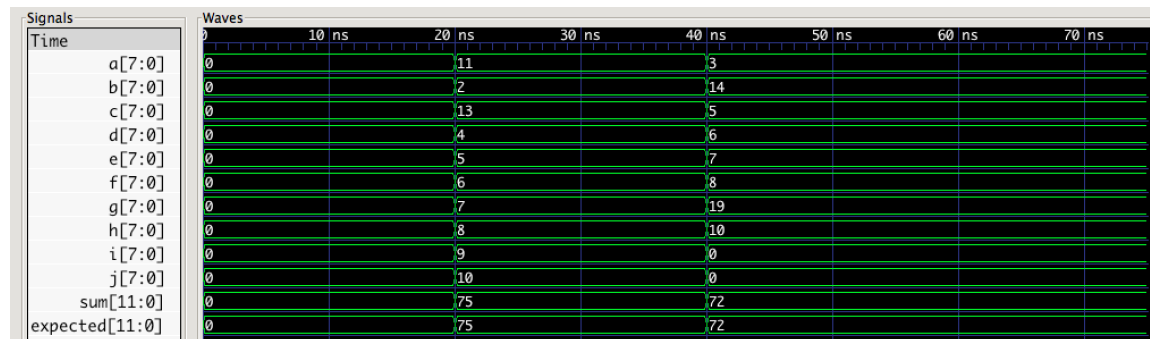 Signals Waves
Time 0 10 ns 20 ns 30 ns 40 ns 50 ns 60 ns 70 ns
a[7:0] 0 11 3
b[7:0] 0 2 14
c[7:0] 0 13 5
d[7:0] 0 4 6
e[7:0] 0 5 7
f[7:0] 0 6 8
g[7:0] 0 7 19
h[7:0] 0 8 10
i[7:0] 0 9 0
j[7:0] 0 10 0
sum[11:0] 0 75 72
expected[11:0] 0 75 72